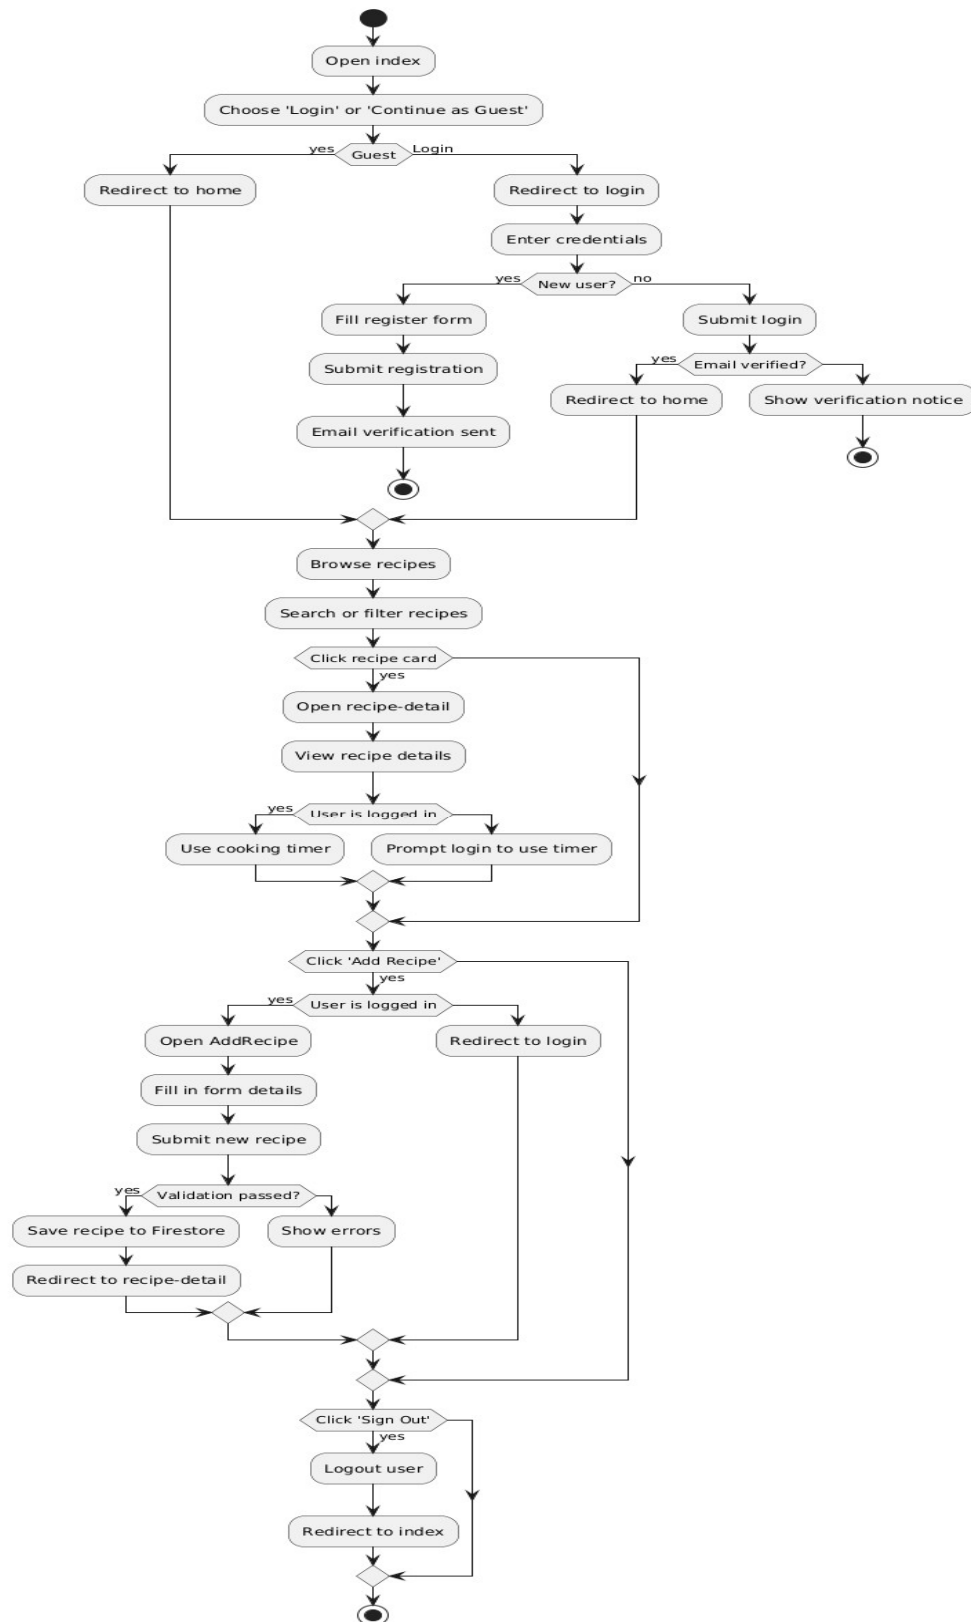 Open index
Choose 'Login' or 'Continue as Guest'
yes
Guest
Login
Redirect to home
Redirect to login
Enter credentials
yes
New user?
no
Fill register form
Submit login
Submit registration
yes
Email verified?
Redirect to home
Show verification notice
Email verification sent
Browse recipes
Search or filter recipes
Click recipe card
yes
Open recipe-detail
View recipe details
yes
User is logged in
Use cooking timer
Prompt login to use timer
Click 'Add Recipe'
yes
yes
User is logged in
Open AddRecipe
Redirect to login
Fill in form details
Submit new recipe
yes
Validation passed?
Save recipe to Firestore
Show errors
Redirect to recipe-detail
Click 'Sign Out'
yes
Logout user
Redirect to index